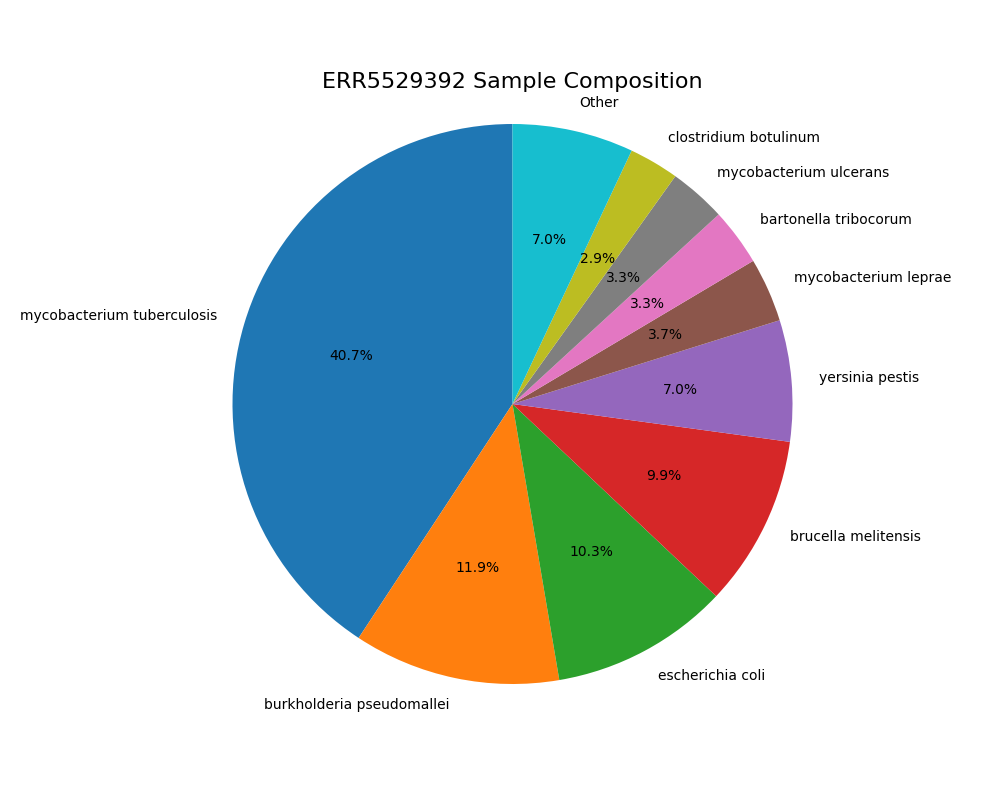 ERR5529392 Sample Composition
Other
clostridium botulinum
mycobacterium ulcerans
bartonella tribocorum
mycobacterium leprae
yersinia pestis
brucella melitensis
escherichia coli
burkholderia pseudomallei
mycobacterium tuberculosis
7.0%
2.9%
3.3%
3.3%
3.7%
7.0%
9.9%
10.3%
11.9%
40.7%